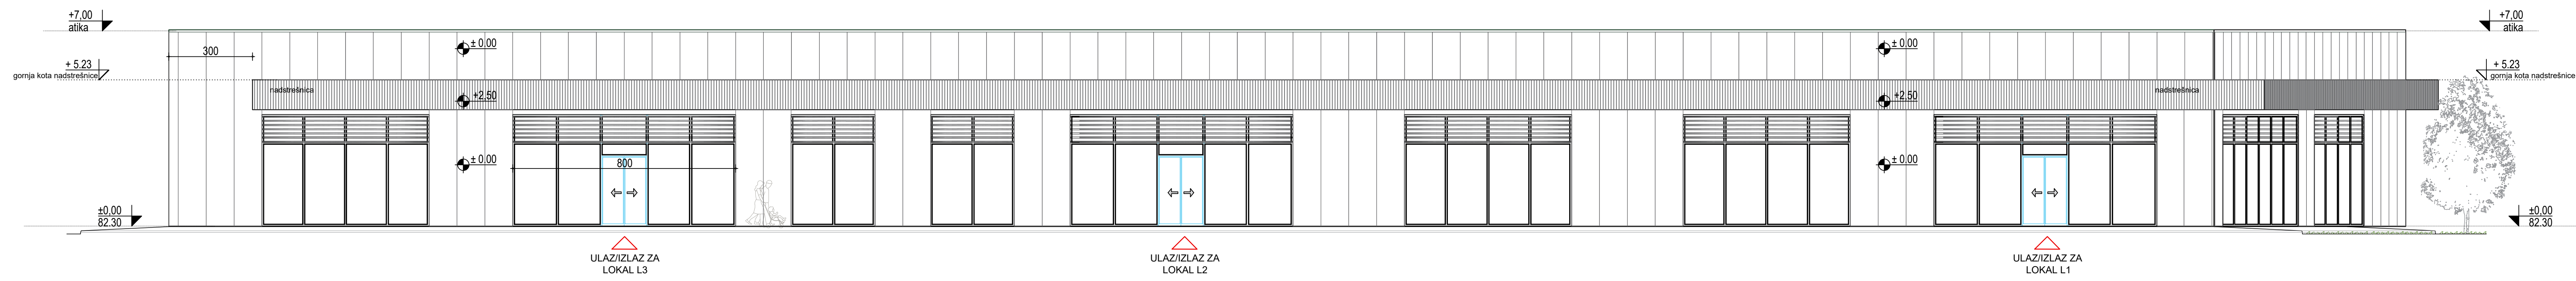 +7,00
atika
+ 5.23
gornja kota nadstrešnice
300
± 0.00
nadstrešnica
+2,50
± 0.00
800
±0,00
82.30
± 0.00
+2,50
± 0.00
nadstrešnica
+7,00
atika
+ 5.23
gornja kota nadstrešnice
±0,00
82.30
ULAZ/IZLAZ ZA
LOKAL L3
ULAZ/IZLAZ ZA
LOKAL L2
ULAZ/IZLAZ ZA
LOKAL L1